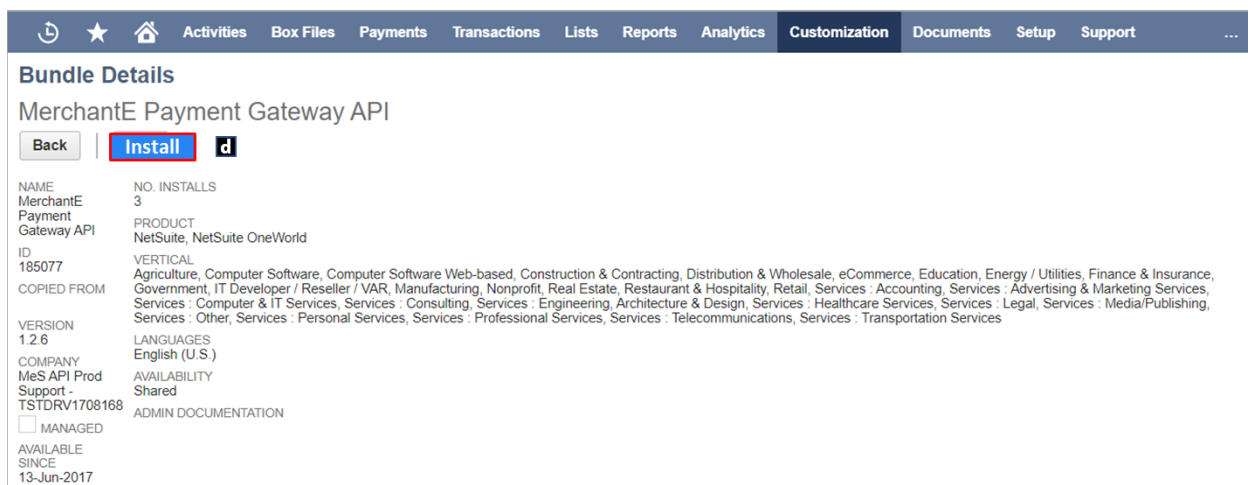 Activities Box Files Payments Transactions Lists Reports Analytics Customization Documents Setup Support ...
Bundle Details
MerchantE Payment Gateway API
Back Install d
NAME
MerchantE
Payment
Gateway API
ID
185077
COPIED FROM
VERSION
1.2.6
COMPANY
MeS API Prod
Support -
TSTDRV1708168
MANAGED
AVAILABLE
SINCE
13-Jun-2017
NO. INSTALLS
3
PRODUCT
NetSuite, NetSuite OneWorld
VERTICAL
Agriculture, Computer Software, Computer Software Web-based, Construction & Contracting, Distribution & Wholesale, eCommerce, Education, Energy / Utilities, Finance & Insurance,
Government, IT Developer / Reseller / VAR, Manufacturing, Nonprofit, Real Estate, Restaurant & Hospitality, Retail, Services : Accounting, Services : Advertising & Marketing Services,
Services : Computer & IT Services, Services : Consulting, Services : Engineering, Architecture & Design, Services : Healthcare Services, Services : Legal, Services : Media/Publishing,
Services : Other, Services : Personal Services, Services : Professional Services, Services : Telecommunications, Services : Transportation Services
LANGUAGES
English (U.S.)
AVAILABILITY
Shared
ADMIN DOCUMENTATION